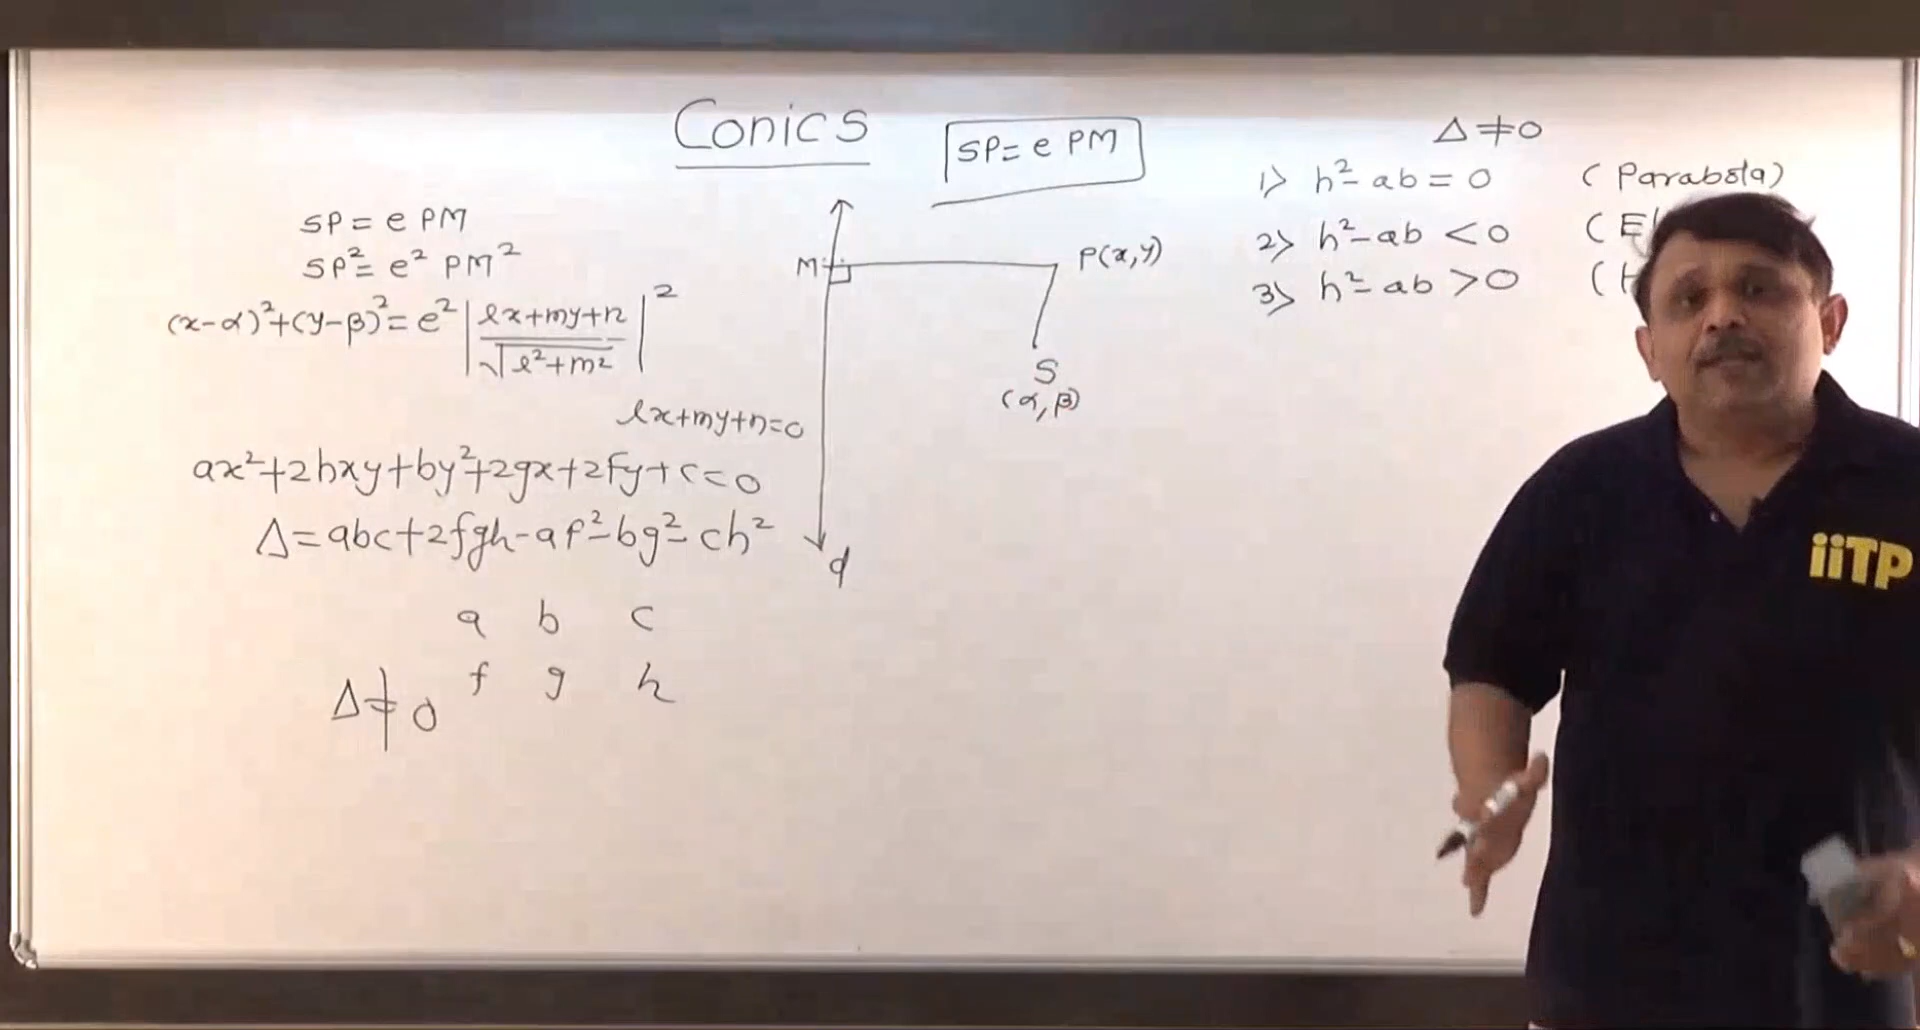 Conics
SP = e PM
SP = e PM
SP² = e² PM²
(x-α)²+(y-β)² = e² |lx+my+n / √l²+m²|²
lx+my+n=0
ax²+2hxy+by²+2gx+2fy+c=0
Δ = abc+2fgh-af²-bg²-ch²
a b c
f g h
Δ ≠ 0
M
P(x,y)
S
(α, β)
d
Δ ≠ 0
1) h²-ab = 0 (Parabola)
2) h²-ab < 0 (
3) h²-ab > 0 (
iiTP